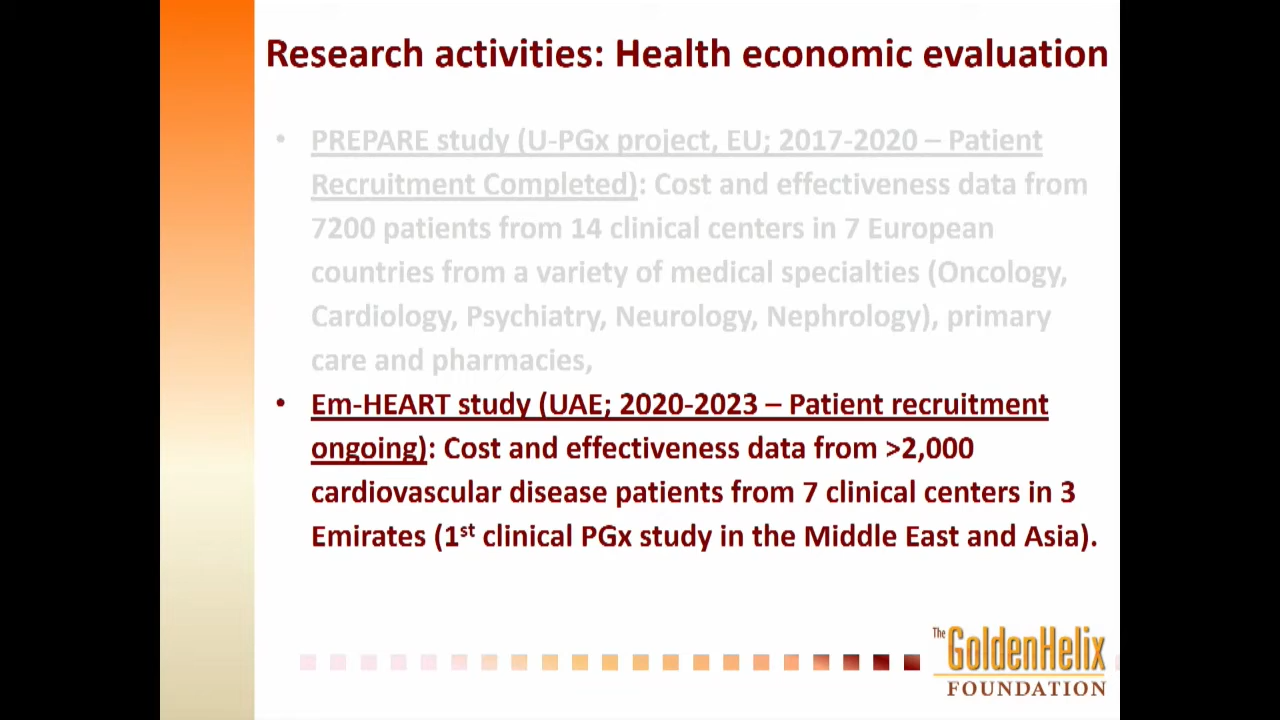 Research activities: Health economic evaluation
• PREPARE study (U-PGx project, EU; 2017-2020 – Patient
Recruitment Completed): Cost and effectiveness data from
7200 patients from 14 clinical centers in 7 European
countries from a variety of medical specialties (Oncology,
Cardiology, Psychiatry, Neurology, Nephrology), primary
care and pharmacies,
• Em-HEART study (UAE; 2020-2023 – Patient recruitment
ongoing): Cost and effectiveness data from >2,000
cardiovascular disease patients from 7 clinical centers in 3
Emirates (1st clinical PGx study in the Middle East and Asia).
The GoldenHelix
FOUNDATION